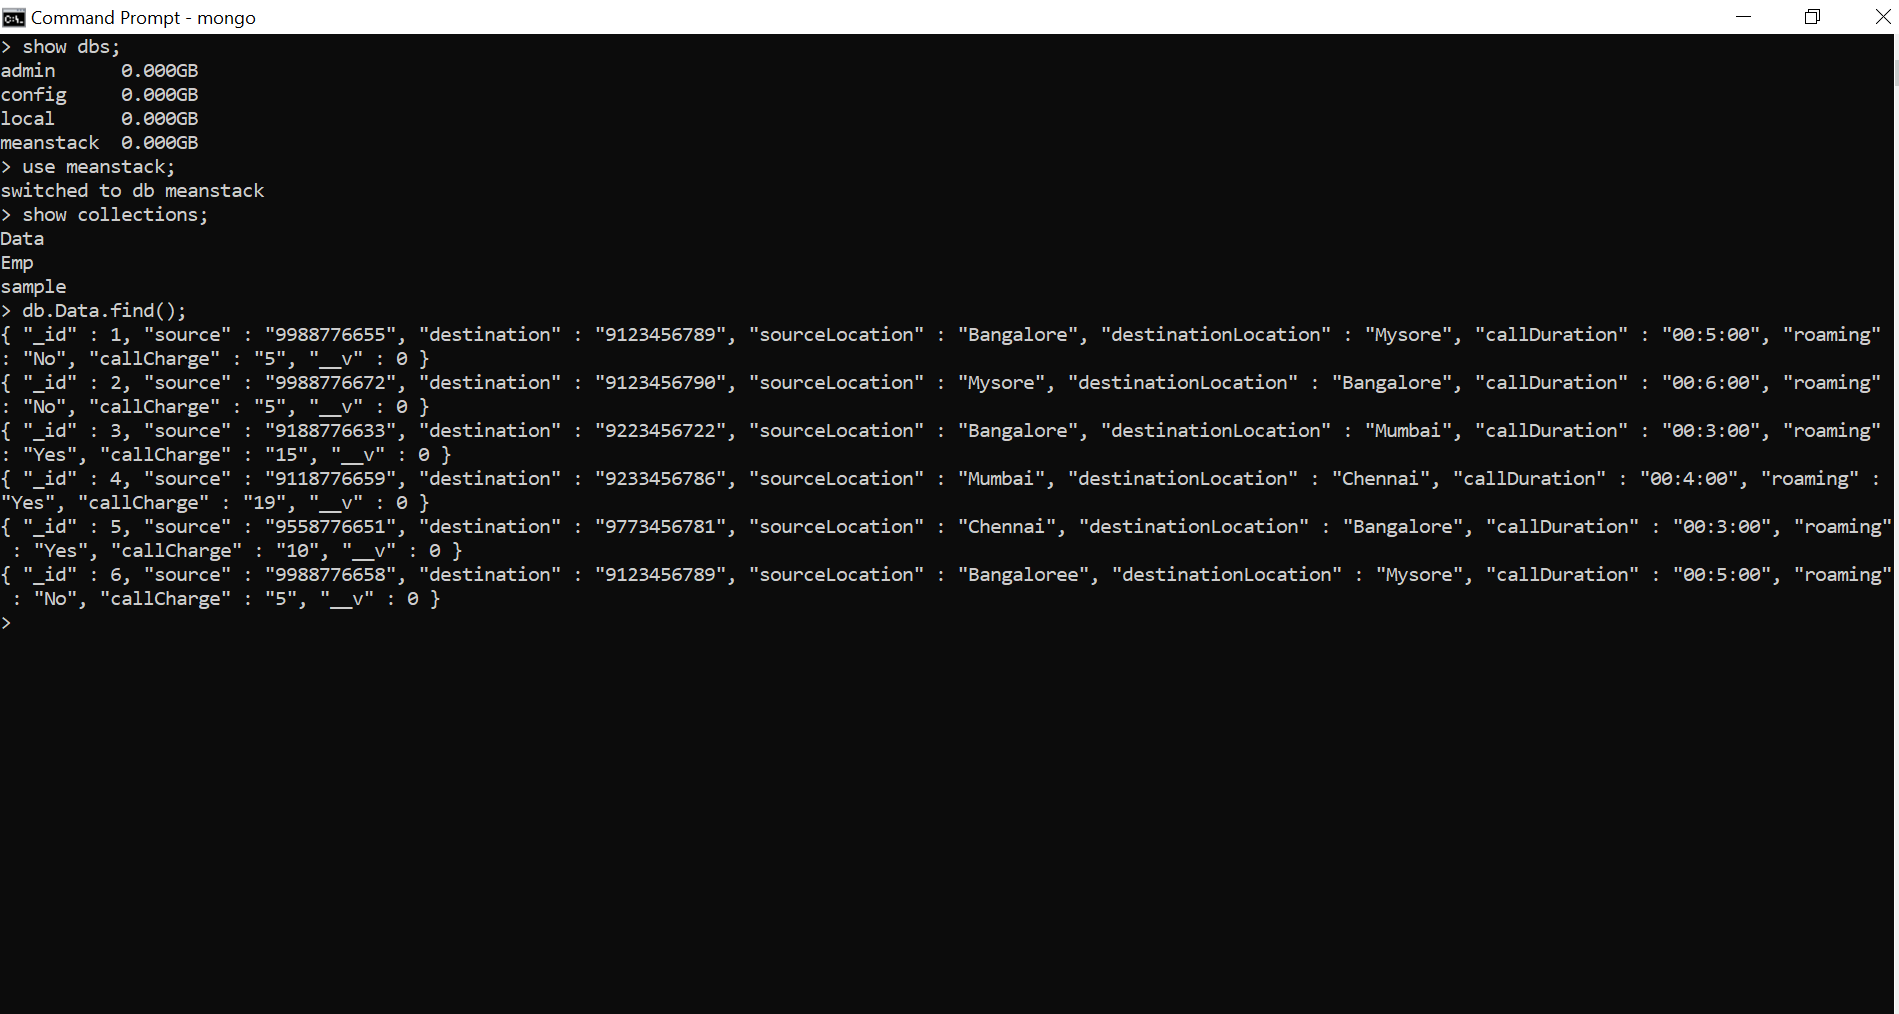 Command Prompt - mongo
> show dbs;
admin      0.000GB
config     0.000GB
local      0.000GB
meanstack  0.000GB
> use meanstack;
switched to db meanstack
> show collections;
Data
Emp
sample
> db.Data.find();
{ "_id" : 1, "source" : "9988776655", "destination" : "9123456789", "sourceLocation" : "Bangalore", "destinationLocation" : "Mysore", "callDuration" : "00:5:00", "roaming"
: "No", "callCharge" : "5", "__v" : 0 }
{ "_id" : 2, "source" : "9988776672", "destination" : "9123456790", "sourceLocation" : "Mysore", "destinationLocation" : "Bangalore", "callDuration" : "00:6:00", "roaming"
: "No", "callCharge" : "5", "__v" : 0 }
{ "_id" : 3, "source" : "9188776633", "destination" : "9223456722", "sourceLocation" : "Bangalore", "destinationLocation" : "Mumbai", "callDuration" : "00:3:00", "roaming"
: "Yes", "callCharge" : "15", "__v" : 0 }
{ "_id" : 4, "source" : "9118776659", "destination" : "9233456786", "sourceLocation" : "Mumbai", "destinationLocation" : "Chennai", "callDuration" : "00:4:00", "roaming" :
"Yes", "callCharge" : "19", "__v" : 0 }
{ "_id" : 5, "source" : "9558776651", "destination" : "9773456781", "sourceLocation" : "Chennai", "destinationLocation" : "Bangalore", "callDuration" : "00:3:00", "roaming"
 : "Yes", "callCharge" : "10", "__v" : 0 }
{ "_id" : 6, "source" : "9988776658", "destination" : "9123456789", "sourceLocation" : "Bangaloree", "destinationLocation" : "Mysore", "callDuration" : "00:5:00", "roaming"
 : "No", "callCharge" : "5", "__v" : 0 }
>